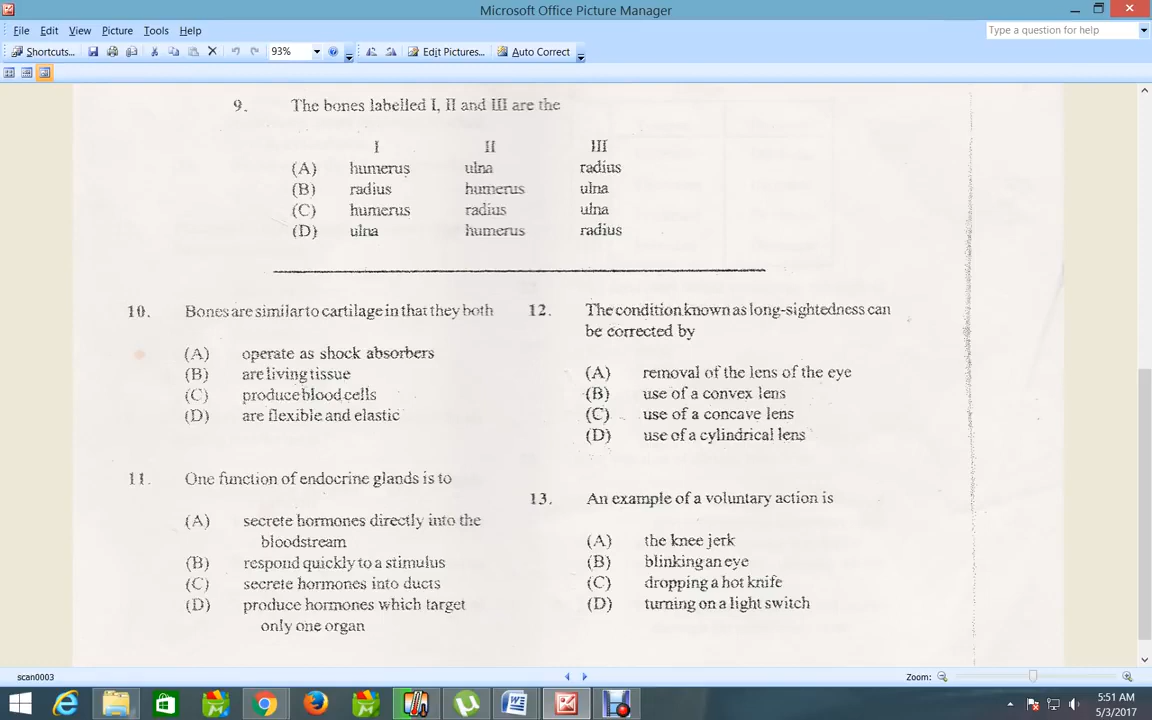 Microsoft Office Picture Manager
File Edit View Picture Tools Help
Type a question for help
Shortcuts... 93% Edit Pictures... Auto Correct
9. The bones labelled I, II and III are the
I II III
(A) humerus ulna radius
(B) radius humerus ulna
(C) humerus radius ulna
(D) ulna humerus radius
10. Bones are similar to cartilage in that they both
(A) operate as shock absorbers
(B) are living tissue
(C) produce blood cells
(D) are flexible and elastic
11. One function of endocrine glands is to
(A) secrete hormones directly into the
bloodstream
(B) respond quickly to a stimulus
(C) secrete hormones into ducts
(D) produce hormones which target
only one organ
12. The condition known as long-sightedness can
be corrected by
(A) removal of the lens of the eye
(B) use of a convex lens
(C) use of a concave lens
(D) use of a cylindrical lens
13. An example of a voluntary action is
(A) the knee jerk
(B) blinking an eye
(C) dropping a hot knife
(D) turning on a light switch
scan0003
Zoom:
5:51 AM
5/3/2017